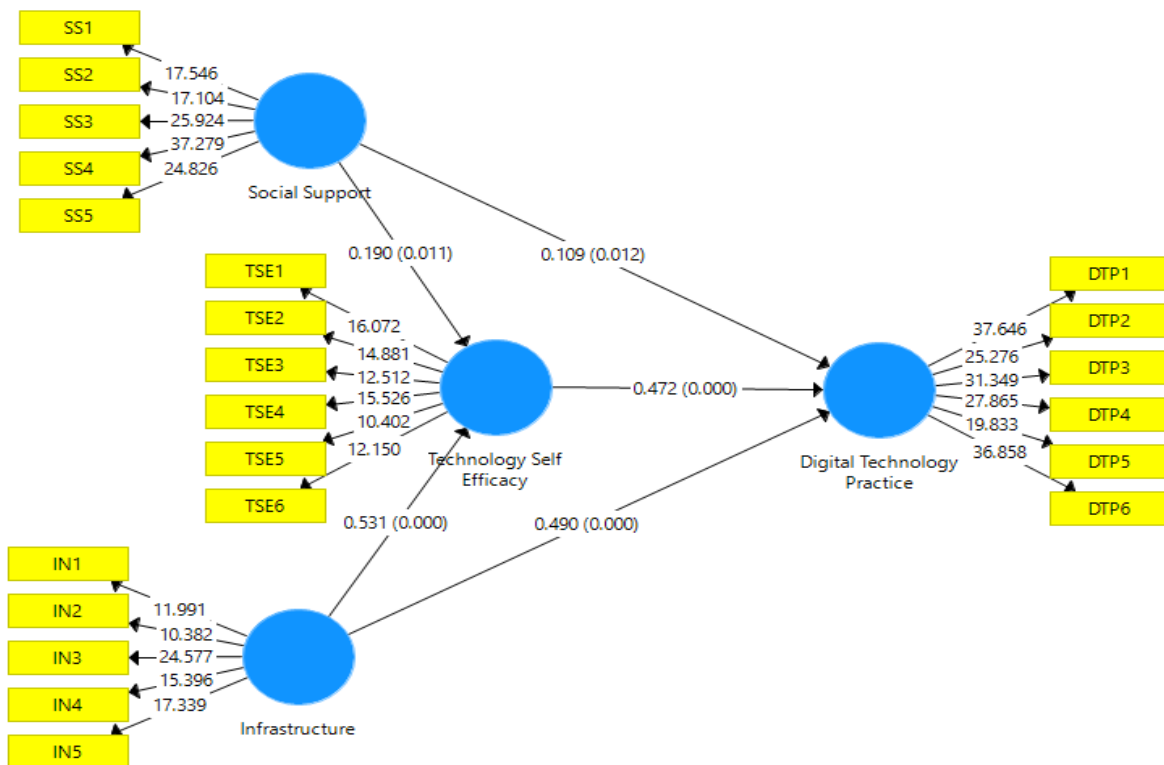 SS1
SS2
SS3
SS4
SS5
17.546
17.104
25.924
37.279
24.826
Social Support
0.190 (0.011)
0.109 (0.012)
TSE1
TSE2
TSE3
TSE4
TSE5
TSE6
16.072
14.881
12.512
15.526
10.402
12.150
Technology Self
Efficacy
0.472 (0.000)
DTP1
DTP2
DTP3
DTP4
DTP5
DTP6
37.646
25.276
31.349
27.865
19.833
36.858
Digital Technology
Practice
0.531 (0.000)
0.490 (0.000)
IN1
IN2
IN3
IN4
IN5
11.991
10.382
24.577
15.396
17.339
Infrastructure